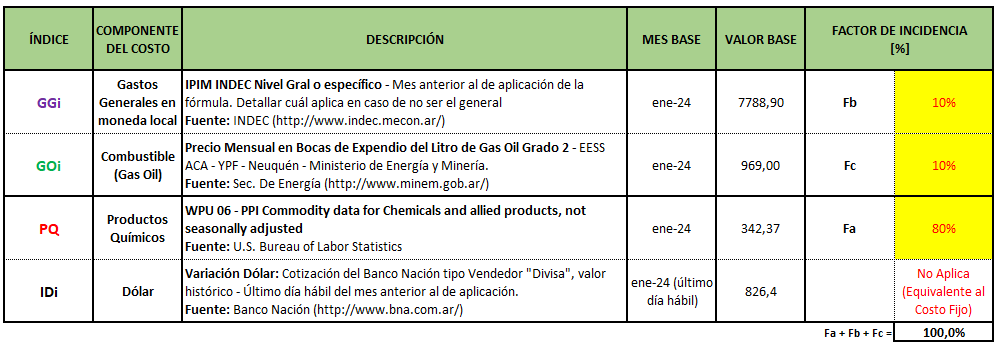 ÍNDICE
COMPONENTE
DEL COSTO
DESCRIPCIÓN
MES BASE
VALOR BASE
FACTOR DE INCIDENCIA
[%]
GGi
Gastos
Generales en
moneda local
IPIM INDEC Nivel Gral o específico - Mes anterior al de aplicación de la
fórmula. Detallar cuál aplica en caso de no ser el general
Fuente: INDEC (http://www.indec.mecon.ar/)
ene-24
7788,90
Fb
10%
GOi
Combustible
(Gas Oil)
Precio Mensual en Bocas de Expendio del Litro de Gas Oil Grado 2 - EESS
ACA - YPF - Neuquén - Ministerio de Energía y Minería.
Fuente: Sec. De Energía (http://www.minem.gob.ar/)
ene-24
969,00
Fc
10%
PQ
Productos
Químicos
WPU 06 - PPI Commodity data for Chemicals and allied products, not
seasonally adjusted
Fuente: U.S. Bureau of Labor Statistics
ene-24
342,37
Fa
80%
IDi
Dólar
Variación Dólar: Cotización del Banco Nación tipo Vendedor "Divisa", valor
histórico - Último día hábil del mes anterior al de aplicación.
Fuente: Banco Nación (http://www.bna.com.ar/)
ene-24 (último
día hábil)
826,4
No Aplica
(Equivalente al
Costo Fijo)
Fa + Fb + Fc =
100,0%